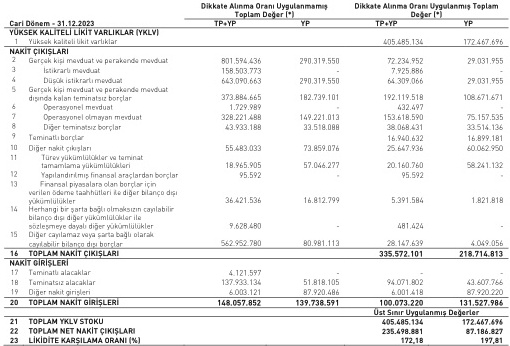 Dikkate Alınma Oranı Uygulanmamış Dikkate Alınma Oranı Uygulanmış Toplam
Toplam Değer (*) Değer (*)
Cari Dönem - 31.12.2023 TP+YP YP TP+YP YP
YÜKSEK KALİTELİ LİKİT VARLIKLAR (YKLV)
1 Yüksek kaliteli likit varlıklar 405.485.134 172.467.696
NAKİT ÇIKIŞLARI
2 Gerçek kişi mevduat ve perakende mevduat 801.594.436 290.319.550 72.234.952 29.031.955
3 İstikrarlı mevduat 158.503.773 - 7.925.886 -
4 Düşük istikrarlı mevduat 643.090.663 290.319.550 64.309.066 29.031.955
5 Gerçek kişi mevduat ve perakende mevduat
dışında kalan teminatsız borçlar 373.884.665 182.739.101 192.119.518 108.671.671
6 Operasyonel mevduat 1.729.989 - 432.497 -
7 Operasyonel olmayan mevduat 328.221.488 149.221.013 153.618.590 75.157.535
8 Diğer teminatsız borçlar 43.933.188 33.518.088 38.068.431 33.514.136
9 Teminatlı borçlar 16.940.632 16.899.181
10 Diğer nakit çıkışları 55.483.033 73.859.076 25.647.936 60.062.950
11 Türev yükümlülükler ve teminat
tamamlama yükümlülükleri 18.965.905 57.046.277 20.160.760 58.241.132
12 Yapılandırılmış finansal araçlardan borçlar 95.592 - 95.592 -
13 Finansal piyasalara olan borçlar için
verilen ödeme taahhütleri ile diğer bilanço dışı
yükümlülükler 36.421.536 16.812.799 5.391.584 1.821.818
14 Herhangi bir şarta bağlı olmaksızın cayılabilir
bilanço dışı diğer yükümlülükler ile
sözleşmeye dayalı diğer yükümlülükler 9.628.480 - 481.424 -
15 Diğer cayılamaz veya şarta bağlı olarak
cayılabilir bilanço dışı borçlar 562.952.780 80.981.113 28.147.639 4.049.056
16 TOPLAM NAKİT ÇIKIŞLARI 335.572.101 218.714.813
NAKİT GİRİŞLERİ
17 Teminatlı alacaklar 4.121.597 - - -
18 Teminatsız alacaklar 137.933.134 51.818.105 94.071.802 43.607.766
19 Diğer nakit girişleri 6.003.121 87.920.486 6.001.418 87.920.220
20 TOPLAM NAKİT GİRİŞLERİ 148.057.852 139.738.591 100.073.220 131.527.986
Üst Sınır Uygulanmış Değerler
21 TOPLAM YKLV STOKU 405.485.134 172.467.696
22 TOPLAM NET NAKİT ÇIKIŞLARI 235.498.881 87.186.827
23 LİKİDİTE KARŞILAMA ORANI (%) 172,18 197,81